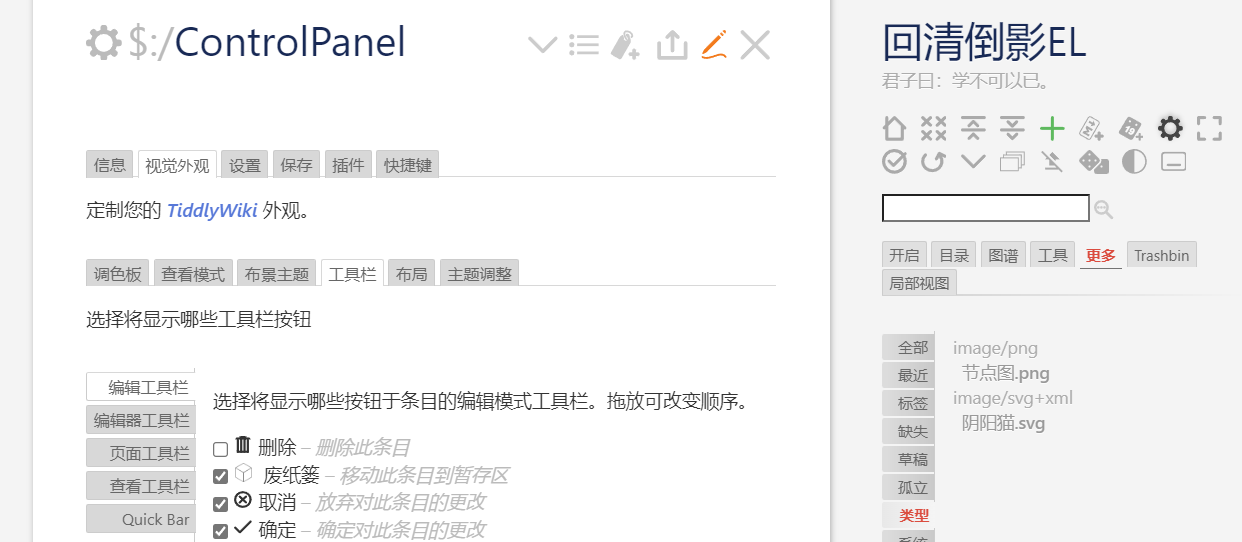 $:/ControlPanel
信息 视觉外观 设置 保存 插件 快捷键
定制您的 TiddlyWiki 外观。
调色板 查看模式 布景主题 工具栏 布局 主题调整
选择将显示哪些工具栏按钮
编辑工具栏
编辑器工具栏
页面工具栏
查看工具栏
Quick Bar
选择将显示哪些按钮于条目的编辑模式工具栏。拖放可改变顺序。
删除 – 删除此条目
废纸篓 – 移动此条目到暂存区
取消 – 放弃对此条目的更改
确定 – 确定对此条目的更改
回清倒影EL
君子曰：学不可以已。
开启 目录 图谱 工具 更多 Trashbin
局部视图
全部
最近
标签
缺失
草稿
孤立
类型
系统
image/png
节点图.png
image/svg+xml
阴阳猫.svg